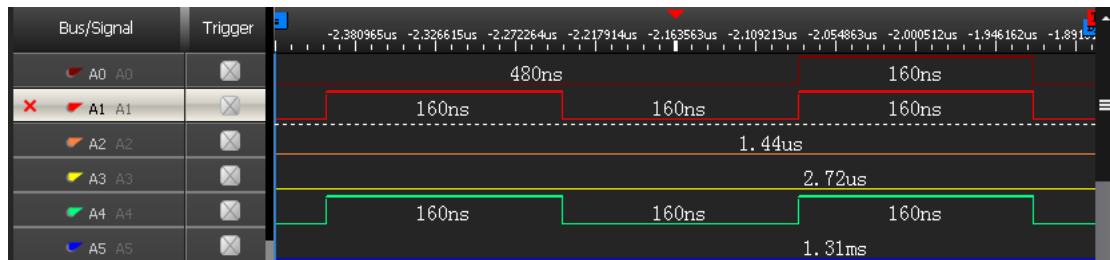 Bus/Signal Trigger
-2.380965us -2.326615us -2.272264us -2.217914us -2.163563us -2.109213us -2.054863us -2.000512us -1.946162us
A0 A0 480ns 160ns
A1 A1 160ns 160ns 160ns
A2 A2 1.44us
A3 A3 2.72us
A4 A4 160ns 160ns 160ns
A5 A5 1.31ms